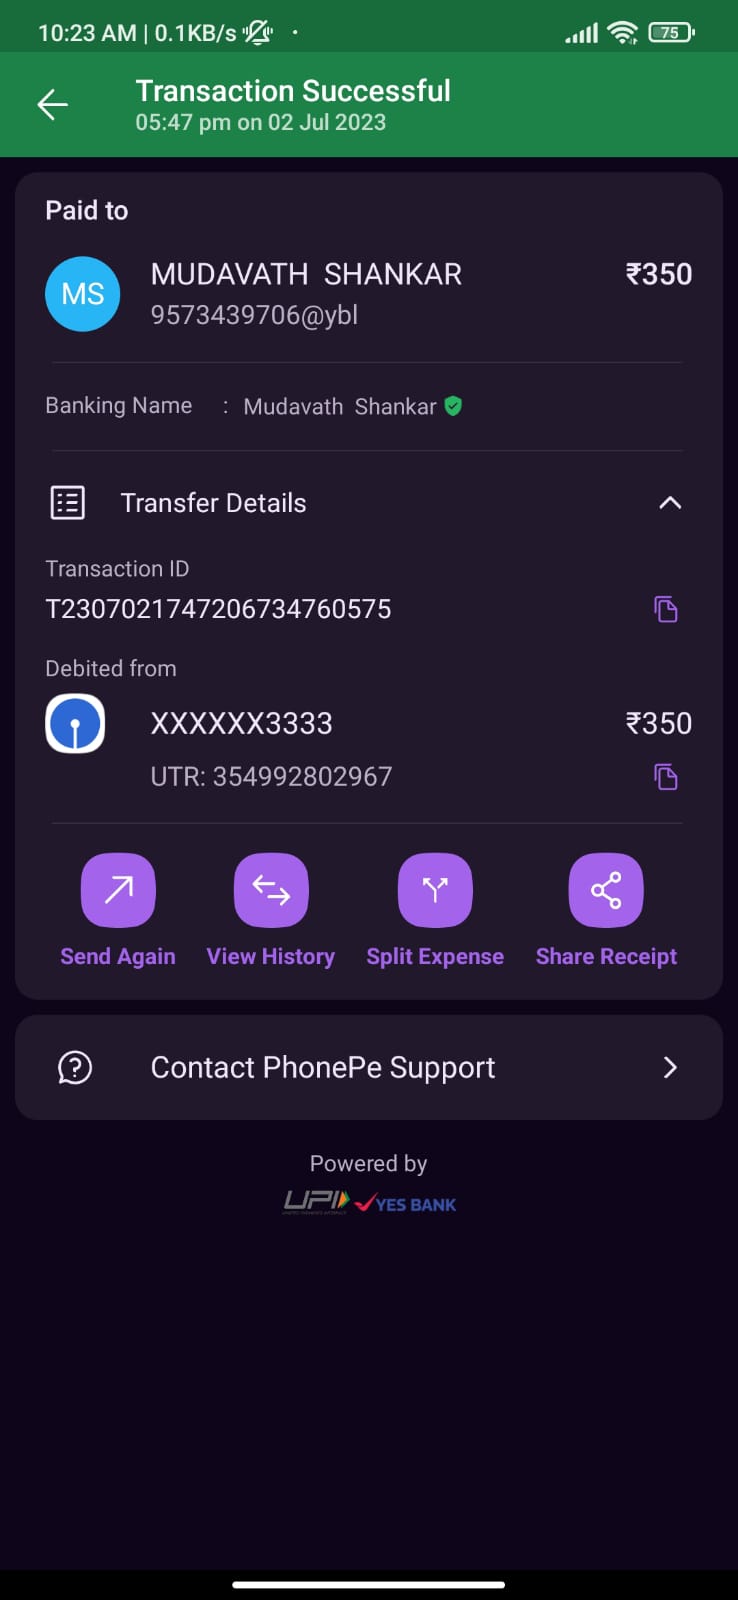 10:23 AM | 0.1KB/s
75
Transaction Successful
05:47 pm on 02 Jul 2023
Paid to
MS
MUDAVATH SHANKAR
₹350
9573439706@ybl
Banking Name : Mudavath Shankar
Transfer Details
Transaction ID
T2307021747206734760575
Debited from
XXXXXX3333
₹350
UTR: 354992802967
Send Again View History Split Expense Share Receipt
Contact PhonePe Support
Powered by
UPI YES BANK